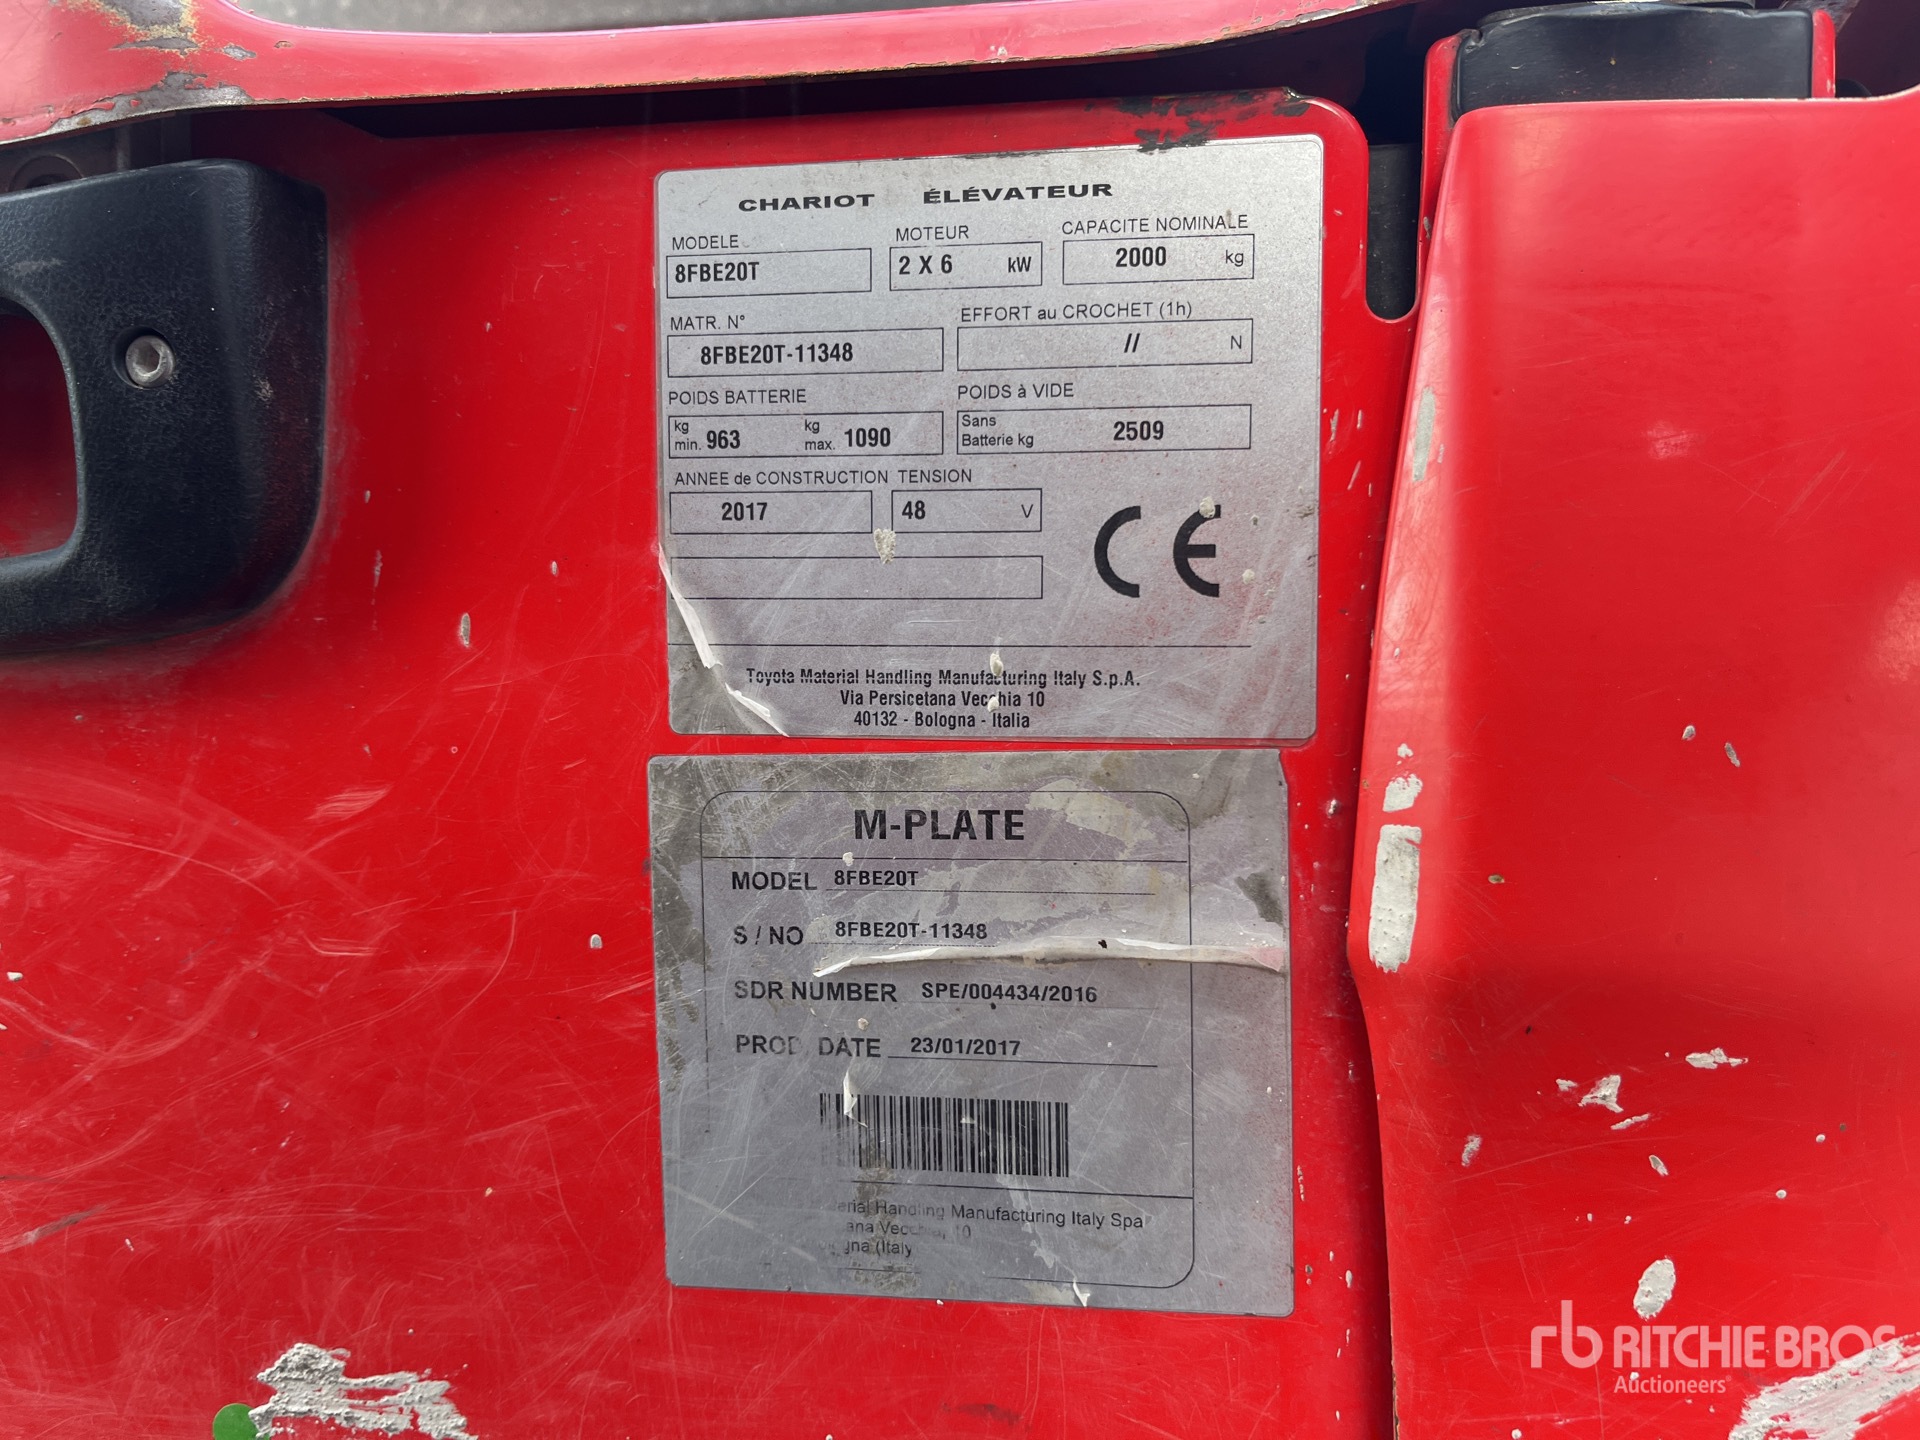 CHARIOT ÉLÉVATEUR
MODELE MOTEUR CAPACITE NOMINALE
8FBE20T 2 X 6 kW 2000 kg
MATR. N° EFFORT au CROCHET (1h)
8FBE20T-11348 // N
POIDS BATTERIE POIDS à VIDE
kg min. 963 kg max. 1090 Sans Batterie kg 2509
ANNEE de CONSTRUCTION TENSION
2017 48 V
CE
Toyota Material Handling Manufacturing Italy S.p.A.
Via Persicetana Vecchia 10
40132 - Bologna - Italia
M-PLATE
MODEL 8FBE20T
S / NO 8FBE20T-11348
SDR NUMBER SPE/004434/2016
PROD. DATE 23/01/2017
Handling Manufacturing Italy Spa
10
(Italy
rb RITCHIE BROS
Auctioneers